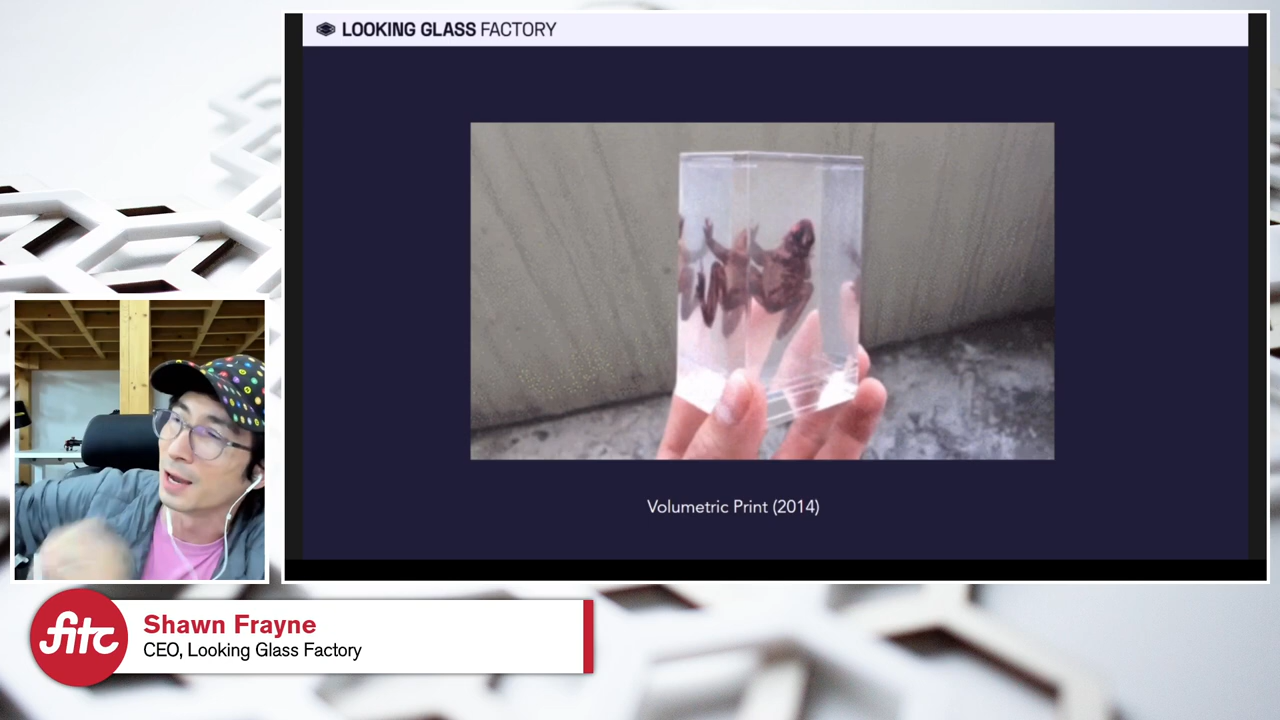 LOOKING GLASS FACTORY
Volumetric Print (2014)
fitc
Shawn Frayne
CEO, Looking Glass Factory